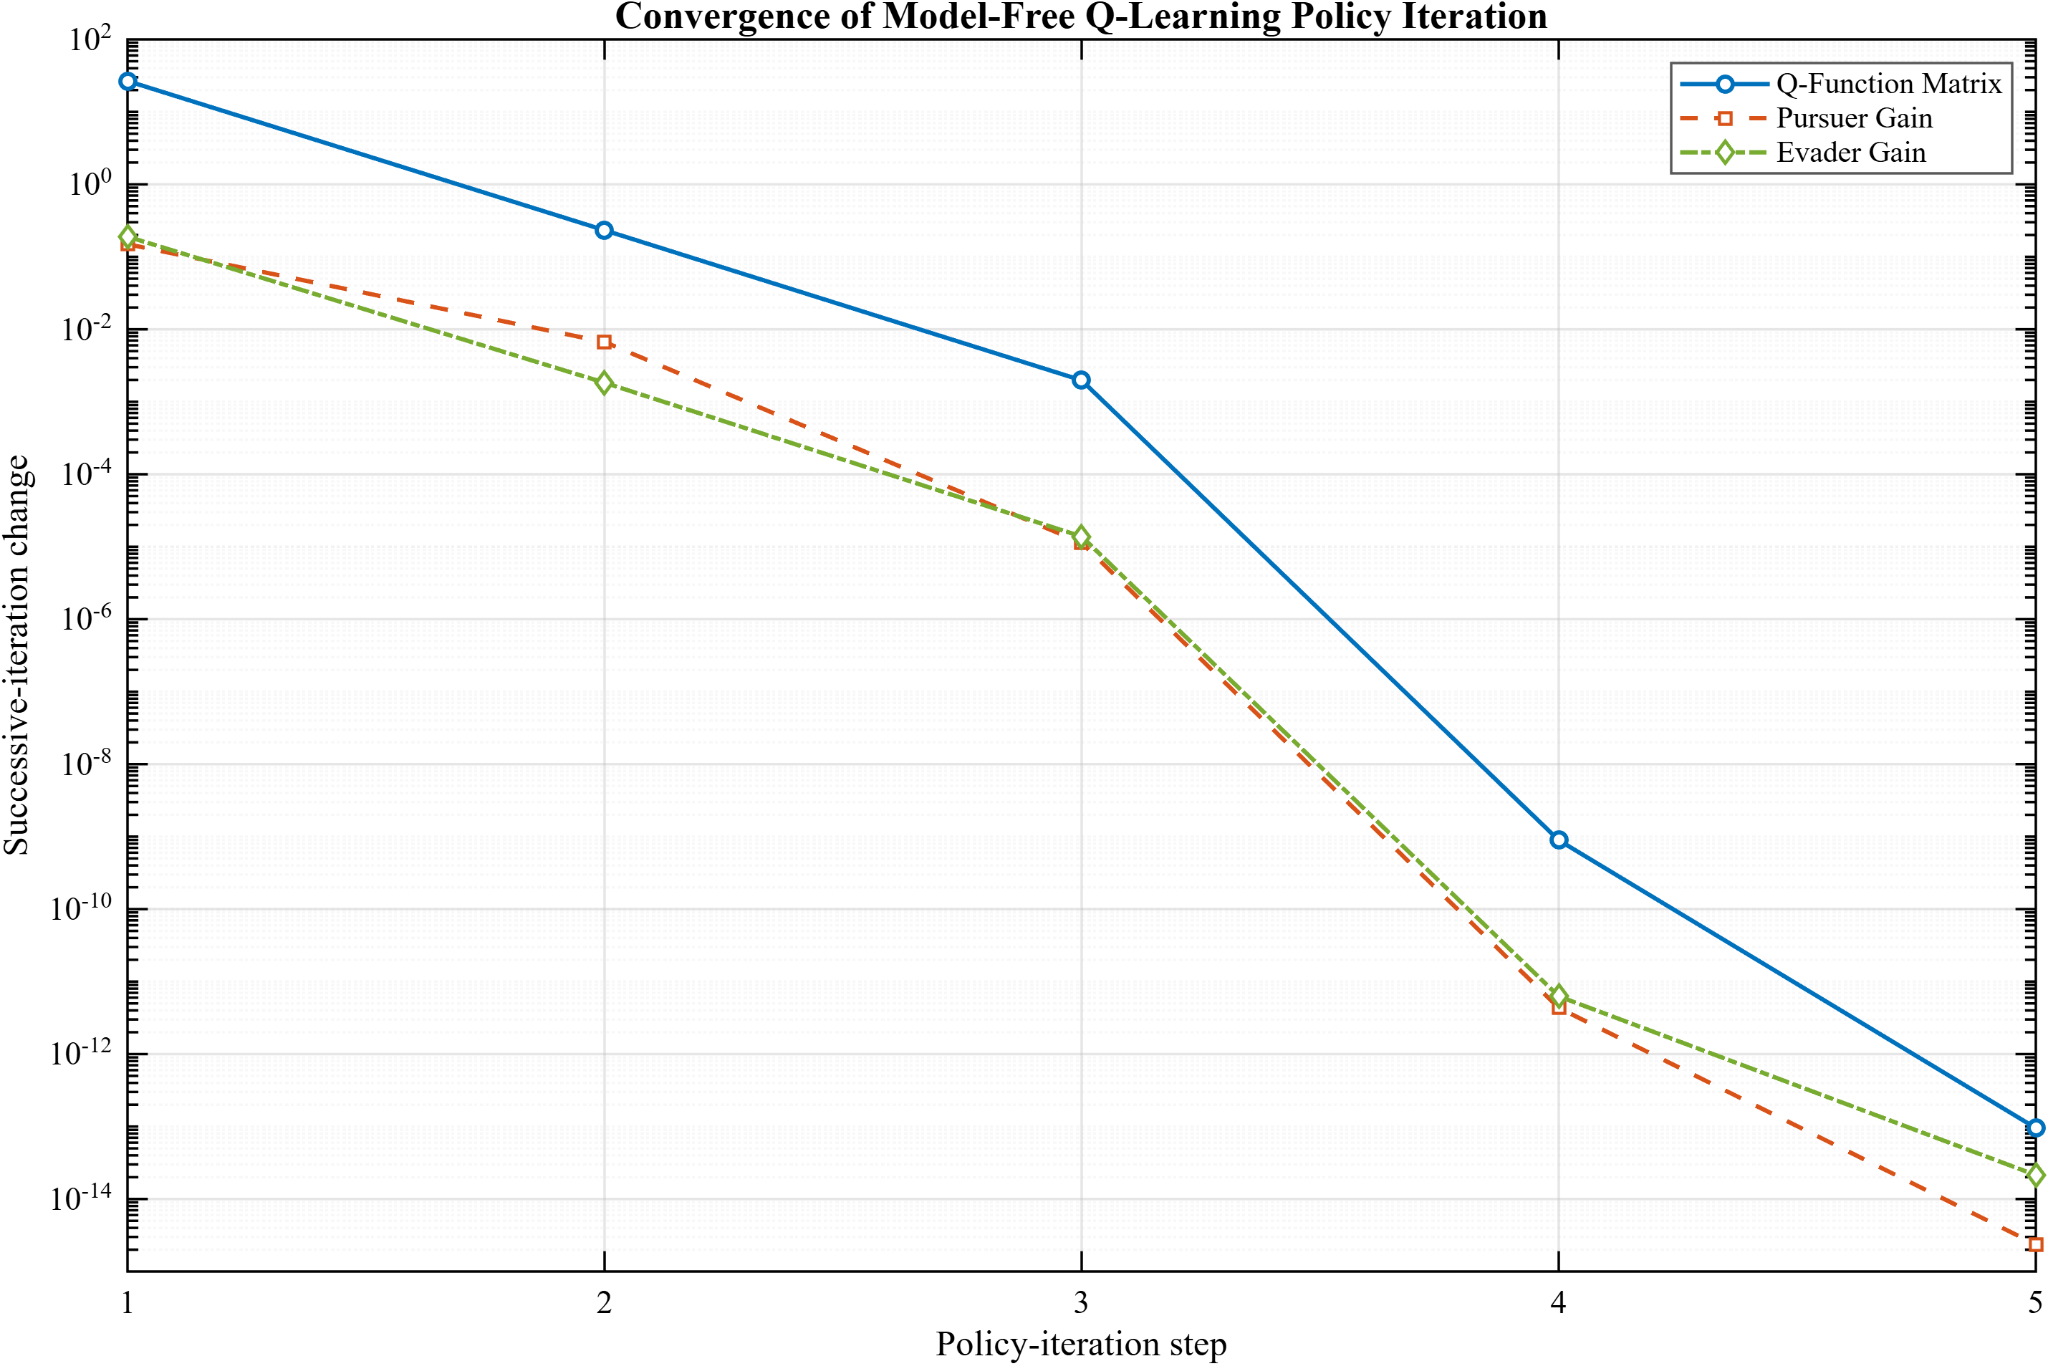 Convergence of Model-Free Q-Learning Policy Iteration
10^2
10^0
10^-2
10^-4
10^-6
10^-8
10^-10
10^-12
10^-14
Successive-iteration change
Q-Function Matrix
Pursuer Gain
Evader Gain
1 2 3 4 5
Policy-iteration step